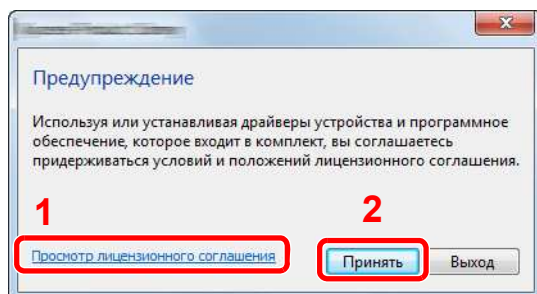 Предупреждение
Используя или устанавливая драйверы устройства и программное
обеспечение, которое входит в комплект, вы соглашаетесь
придерживаться условий и положений лицензионного соглашения.
1
2
Просмотр лицензионного соглашения
Принять
Выход